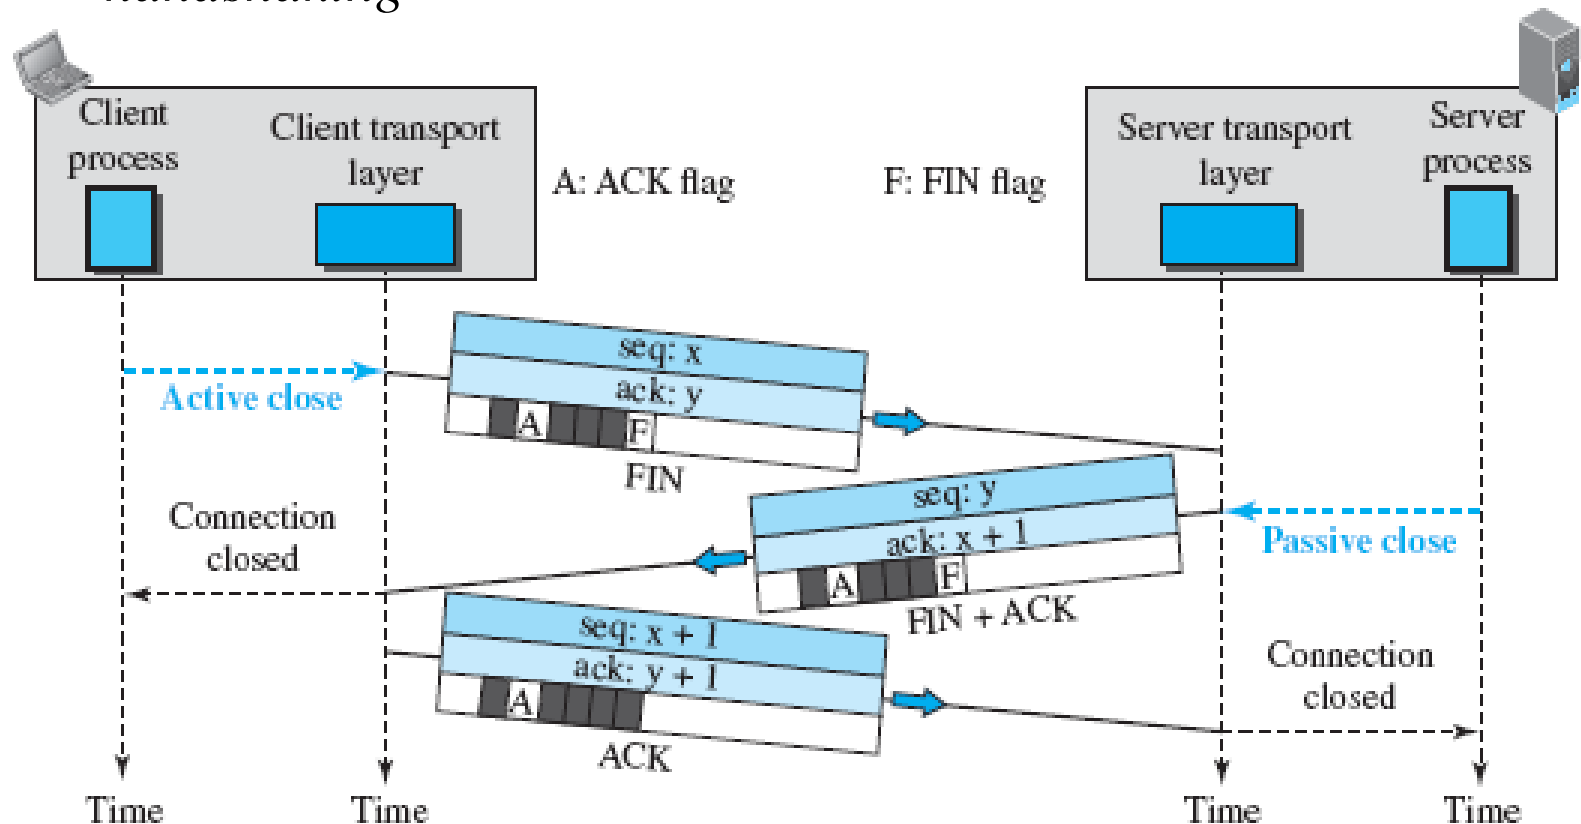 Client
process
Client transport
layer
A: ACK flag
F: FIN flag
Server transport
layer
Server
process
seq: x
ack: y
A
F
FIN
Active close
seq: y
ack: x + 1
A
F
FIN + ACK
Passive close
Connection
closed
seq: x + 1
ack: y + 1
A
ACK
Connection
closed
Time
Time
Time
Time